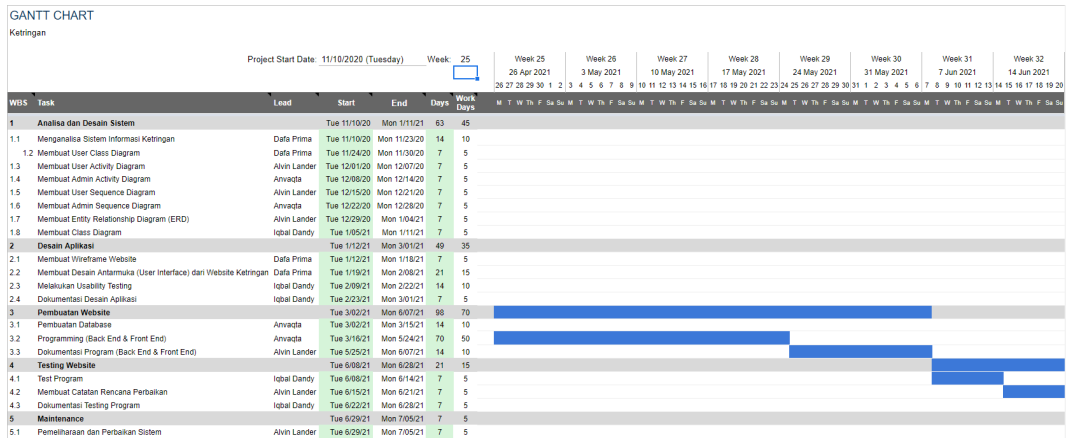 GANTT CHART
Ketringan
Project Start Date: 11/10/2020 (Tuesday) Week: 25 Week 25 Week 26 Week 27 Week 28 Week 29 Week 30 Week 31 Week 32
26 Apr 2021 3 May 2021 10 May 2021 17 May 2021 24 May 2021 31 May 2021 7 Jun 2021 14 Jun 2021
26 27 28 29 30 1 2 3 4 5 6 7 8 9 10 11 12 13 14 15 16 17 18 19 20 21 22 23 24 25 26 27 28 29 30 31 1 2 3 4 5 6 7 8 9 10 11 12 13 14 15 16 17 18 19 20
WBS Task Lead Start End Days Work Days M T W Th F Sa Su M T W Th F Sa Su M T W Th F Sa Su M T W Th F Sa Su M T W Th F Sa Su M T W Th F Sa Su M T W Th F Sa Su M T W Th F Sa Su
1 Analisa dan Desain Sistem Tue 11/10/20 Mon 1/11/21 63 45
1.1 Menganalisa Sistem Informasi Ketringan Dafa Prima Tue 11/10/20 Mon 11/23/20 14 10
1.2 Membuat User Class Diagram Dafa Prima Tue 11/24/20 Mon 11/30/20 7 5
1.3 Membuat User Activity Diagram Alvin Lander Tue 12/01/20 Mon 12/07/20 7 5
1.4 Membuat Admin Activity Diagram Anvaqta Tue 12/08/20 Mon 12/14/20 7 5
1.5 Membuat User Sequence Diagram Alvin Lander Tue 12/15/20 Mon 12/21/20 7 5
1.6 Membuat Admin Sequence Diagram Anvaqta Tue 12/22/20 Mon 12/28/20 7 5
1.7 Membuat Entity Relationship Diagram (ERD) Alvin Lander Tue 12/29/20 Mon 1/04/21 7 5
1.8 Membuat Class Diagram Iqbal Dandy Tue 1/05/21 Mon 1/11/21 7 5
2 Desain Aplikasi Tue 1/12/21 Mon 3/01/21 49 35
2.1 Membuat Wireframe Website Dafa Prima Tue 1/12/21 Mon 1/18/21 7 5
2.2 Membuat Desain Antarmuka (User Interface) dari Website Ketringan Dafa Prima Tue 1/19/21 Mon 2/08/21 21 15
2.3 Melakukan Usability Testing Iqbal Dandy Tue 2/09/21 Mon 2/22/21 14 10
2.4 Dokumentasi Desain Aplikasi Iqbal Dandy Tue 2/23/21 Mon 3/01/21 7 5
3 Pembuatan Website Tue 3/02/21 Mon 6/07/21 98 70
3.1 Pembuatan Database Anvaqta Tue 3/02/21 Mon 3/15/21 14 10
3.2 Programming (Back End & Front End) Anvaqta Tue 3/16/21 Mon 5/24/21 70 50
3.3 Dokumentasi Program (Back End & Front End) Alvin Lander Tue 5/25/21 Mon 6/07/21 14 10
4 Testing Website Tue 6/08/21 Mon 6/28/21 21 15
4.1 Test Program Iqbal Dandy Tue 6/08/21 Mon 6/14/21 7 5
4.2 Membuat Catatan Rencana Perbaikan Alvin Lander Tue 6/15/21 Mon 6/21/21 7 5
4.3 Dokumentasi Testing Program Iqbal Dandy Tue 6/22/21 Mon 6/28/21 7 5
5 Maintenance Tue 6/29/21 Mon 7/05/21 7 5
5.1 Pemeliharaan dan Perbaikan Sistem Alvin Lander Tue 6/29/21 Mon 7/05/21 7 5